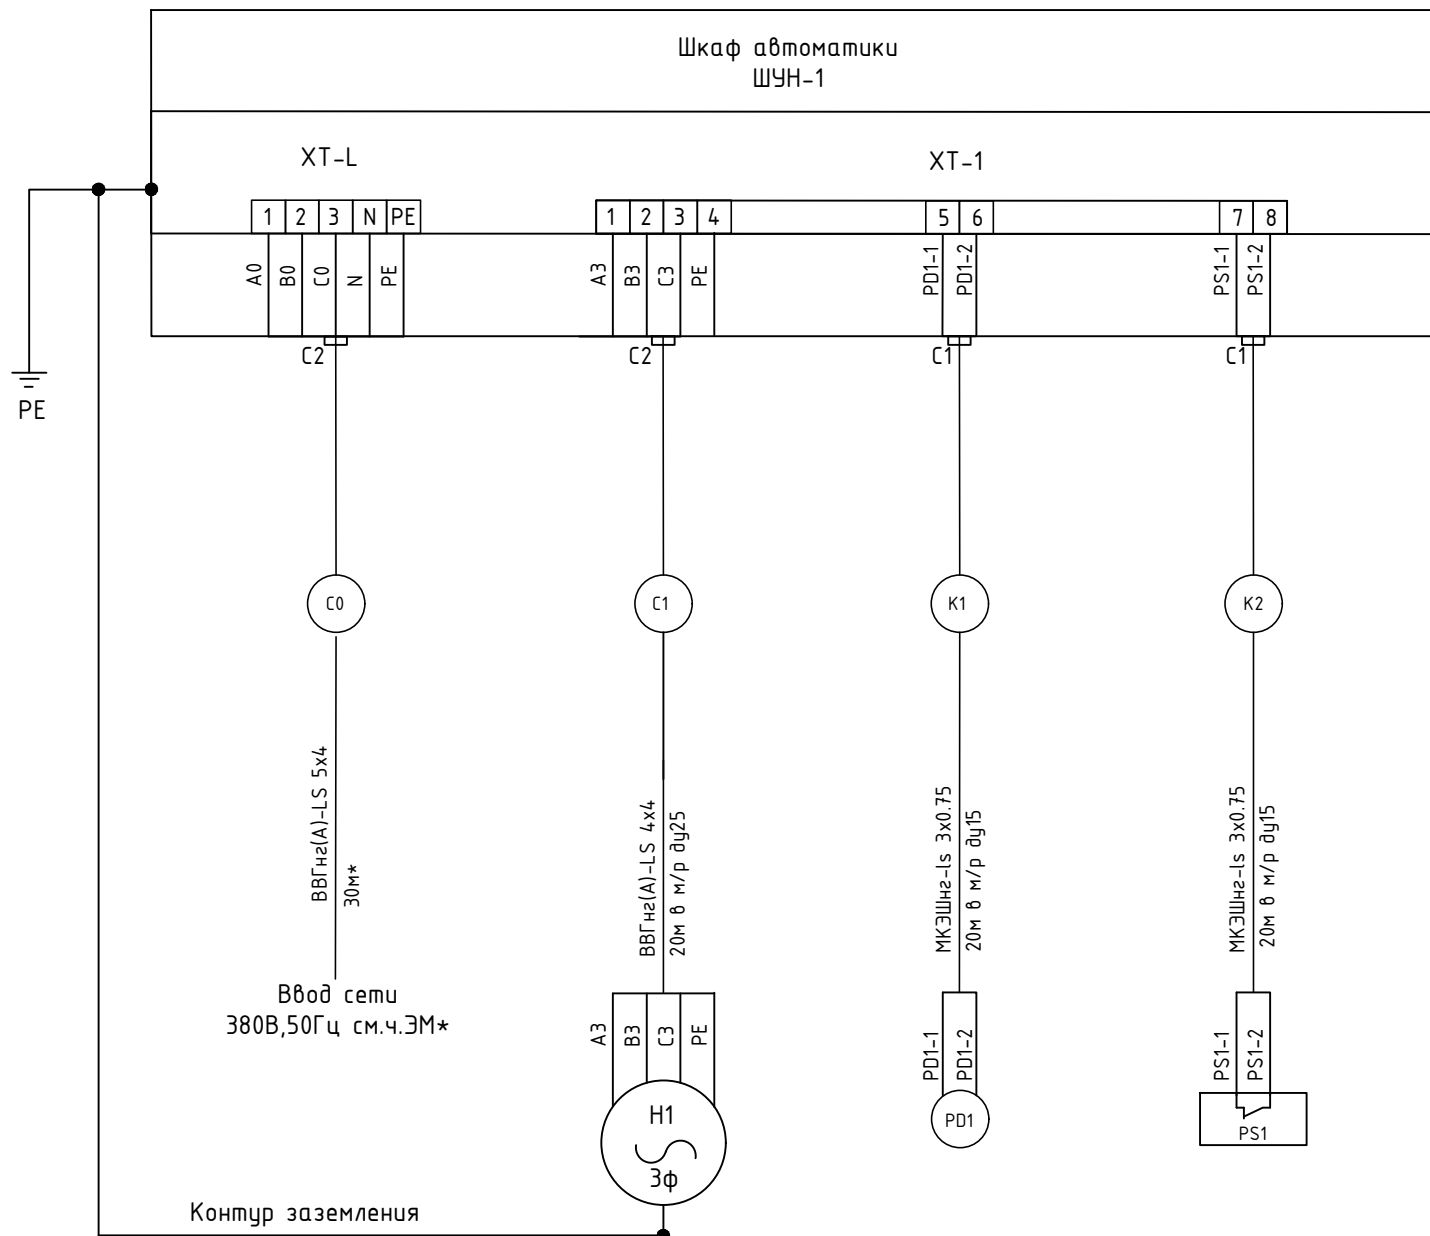 Шкаф автоматики
ШУН-1
XT-L
XT-1
1 2 3 N PE
1 2 3 4
5 6
7 8
A0
B0
C0
N
PE
A3
B3
C3
PE
PD1-1
PD1-2
PS1-1
PS1-2
C2
C2
C1
C1
PE
C0
C1
K1
K2
ВВГнг(А)-LS 5x4
30м*
ВВГнг(А)-LS 4x4
20м в м/р ду25
МКЭШнг-ls 3x0.75
20м в м/р ду15
МКЭШнг-ls 3x0.75
20м в м/р ду15
Ввод сети
380В,50Гц см.ч.ЭМ*
A3
B3
C3
PE
PD1-1
PD1-2
PS1-1
PS1-2
H1
3ф
PD1
PS1
Контур заземления